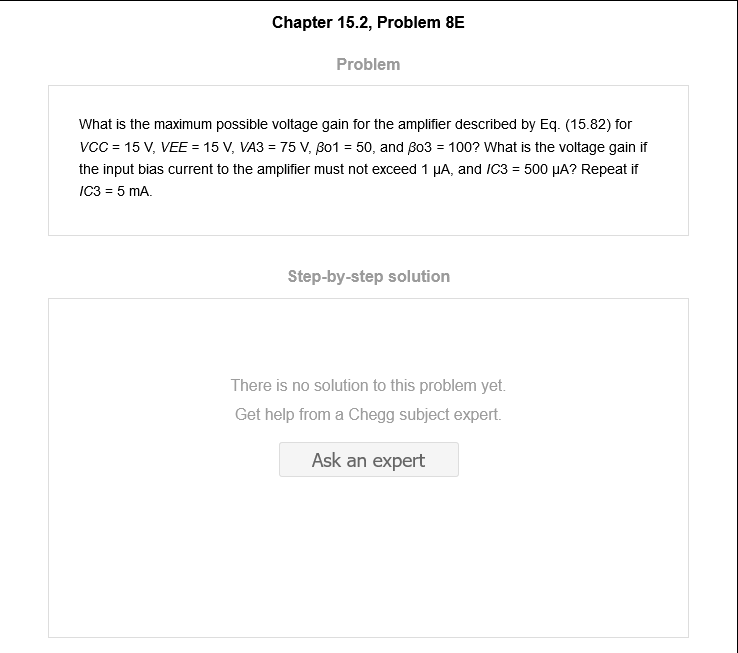 Chapter 15.2, Problem 8E
Problem
What is the maximum possible voltage gain for the amplifier described by Eq. (15.82) for
VCC = 15 V, VEE = 15 V, VA3 = 75 V, βo1 = 50, and βo3 = 100? What is the voltage gain if
the input bias current to the amplifier must not exceed 1 μA, and IC3 = 500 μA? Repeat if
IC3 = 5 mA.
Step-by-step solution
There is no solution to this problem yet.
Get help from a Chegg subject expert.
Ask an expert